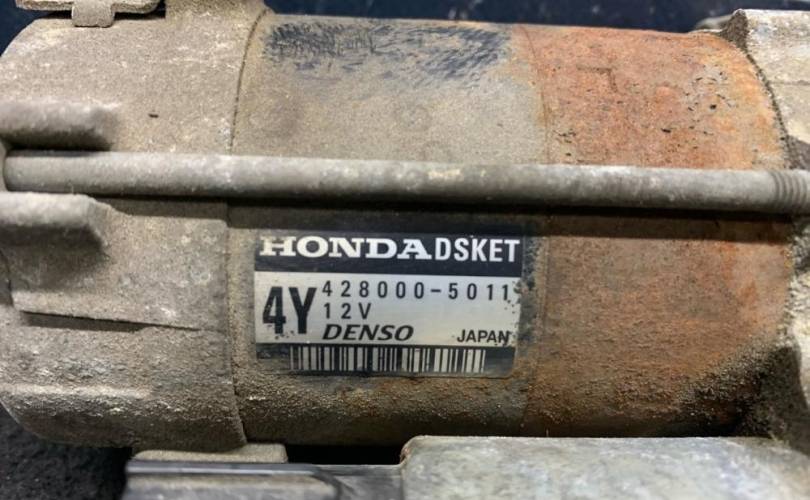 HONDA DSKET
4Y 428000-5011
12V
DENSO JAPAN